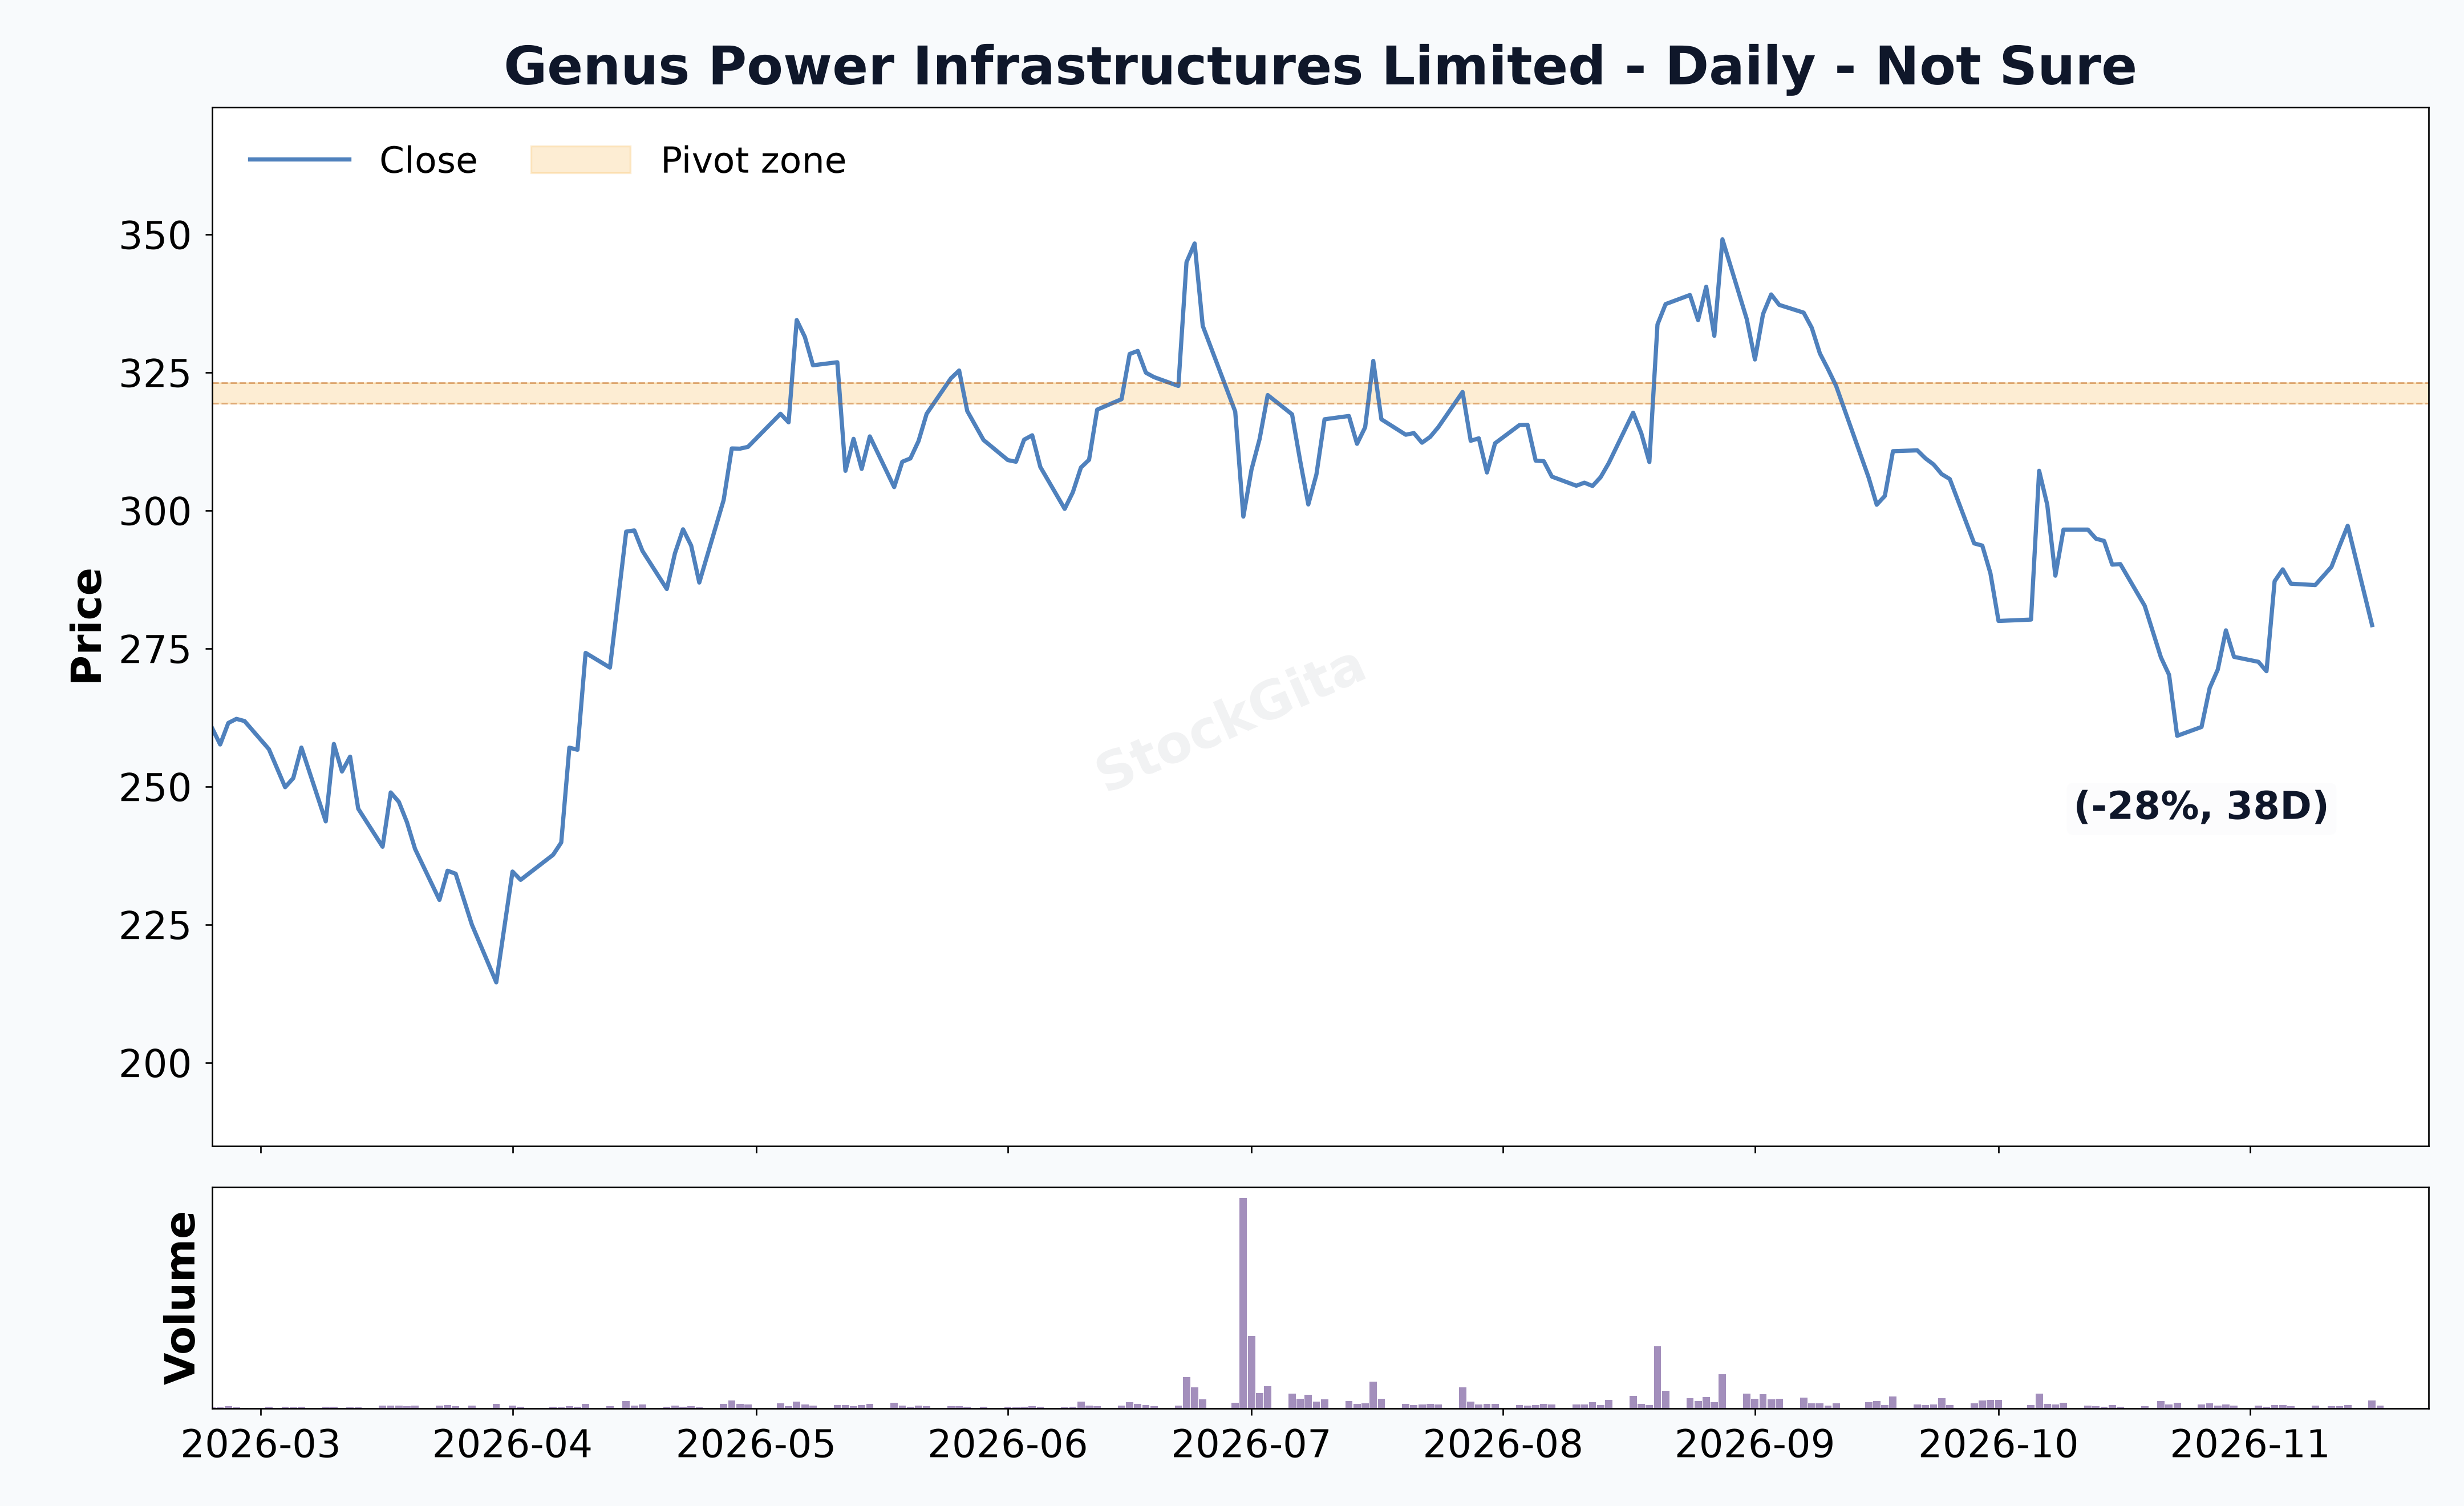 Genus Power Infrastructures Limited - Daily - Not Sure
Close
Pivot zone
350
325
300
275
250
225
200
Price
StockGita
(-28%, 38D)
Volume
2026-03
2026-04
2026-05
2026-06
2026-07
2026-08
2026-09
2026-10
2026-11